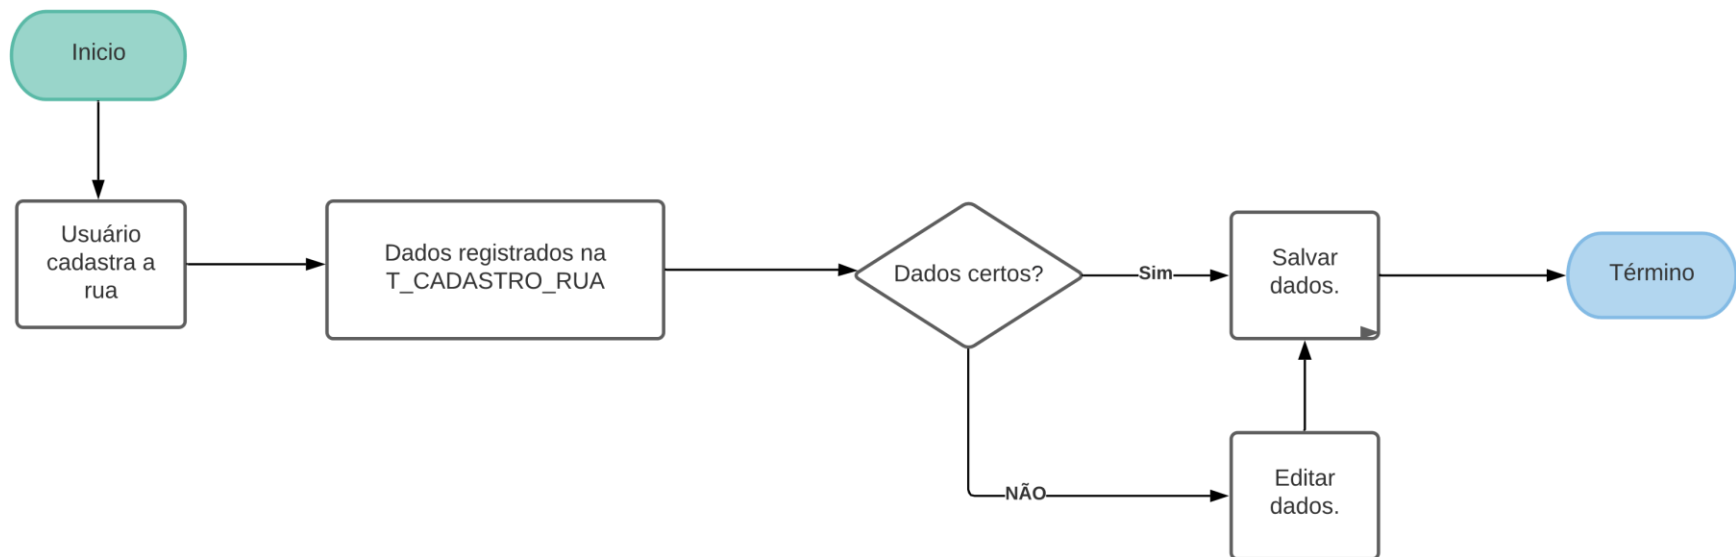 Inicio
Usuário
cadastra a
rua
Dados registrados na
T_CADASTRO_RUA
Dados certos?
Sim
Salvar
dados.
Término
NÃO
Editar
dados.